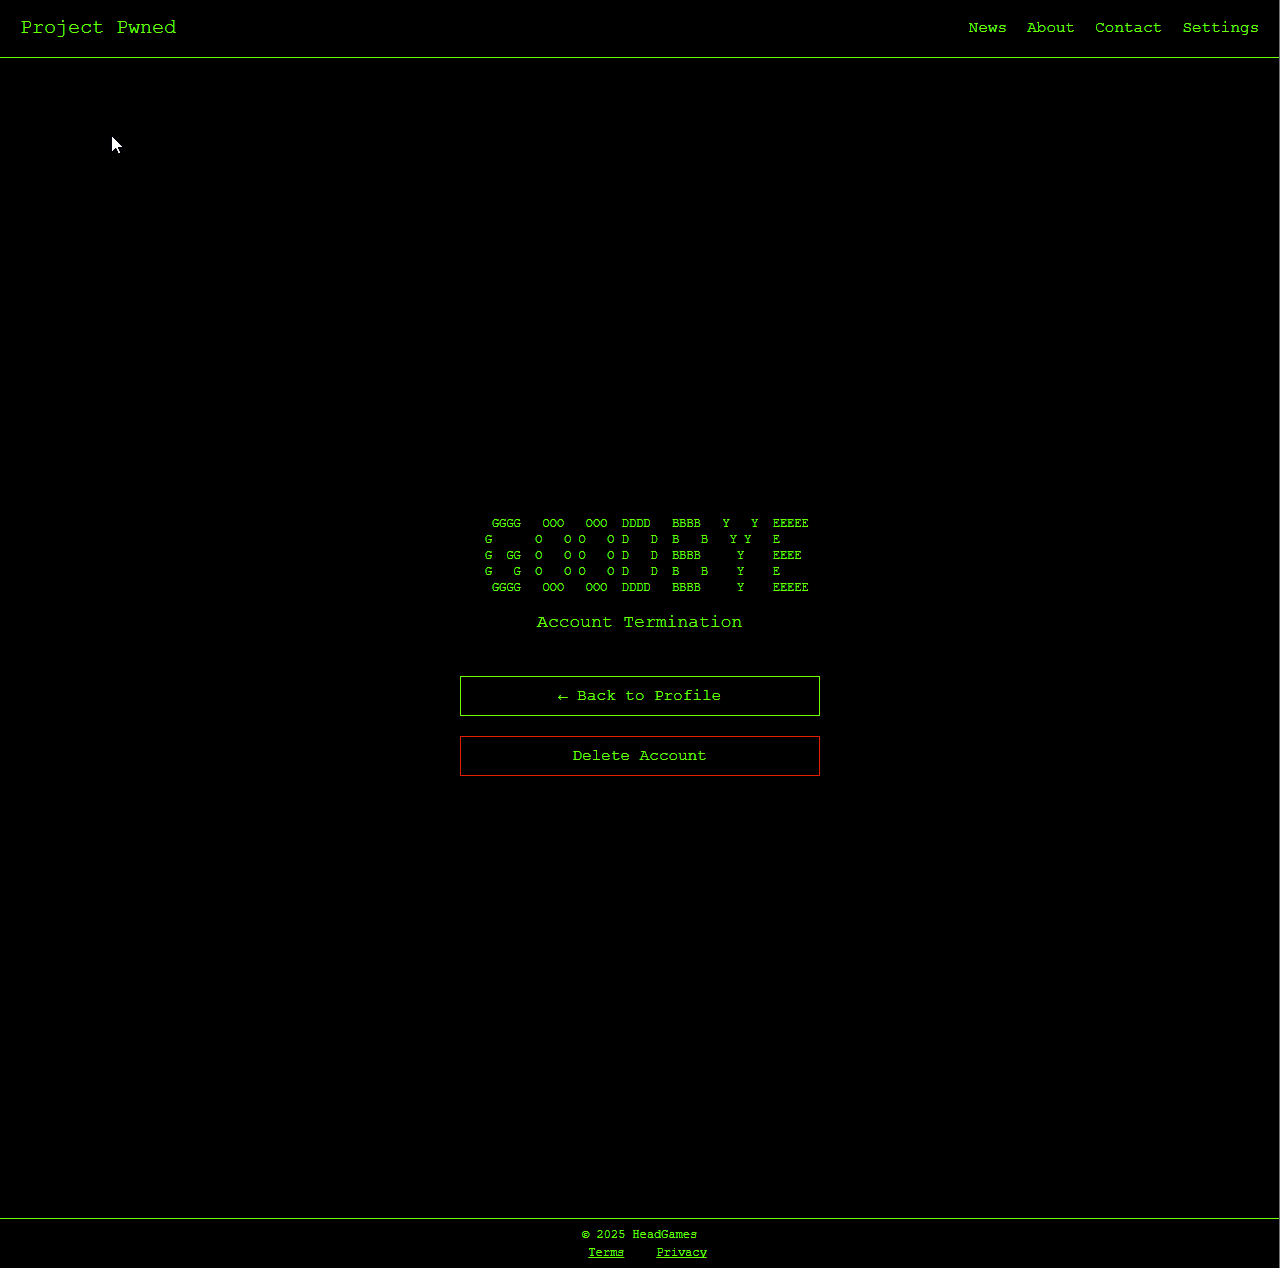 Project Pwned
News About Contact Settings
 GGGG   OOO   OOO  DDDD   BBBB   Y   Y  EEEEE
G      O   O O   O D   D  B   B   Y Y   E
G  GG  O   O O   O D   D  BBBB     Y    EEEE
G   G  O   O O   O D   D  B   B    Y    E
 GGGG   OOO   OOO  DDDD   BBBB     Y    EEEEE
Account Termination
← Back to Profile
Delete Account
© 2025 HeadGames
Terms Privacy